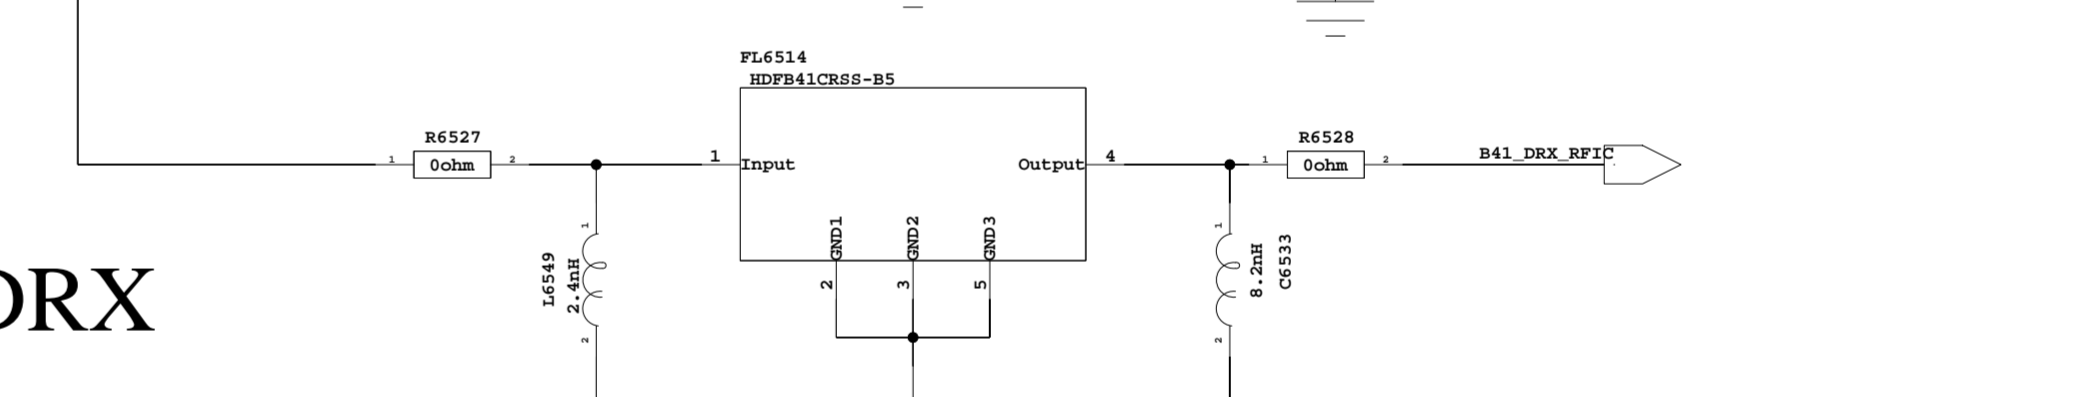 FL6514
HDFB41CRSS-B5
R6527
1 0ohm 2
1 Input
Output 4
R6528
1 0ohm 2
B41_DRX_RFIC
GND1
GND2
GND3
2
3
5
1
L6549
2.4nH
2
1
8.2nH
C6533
2
DRX